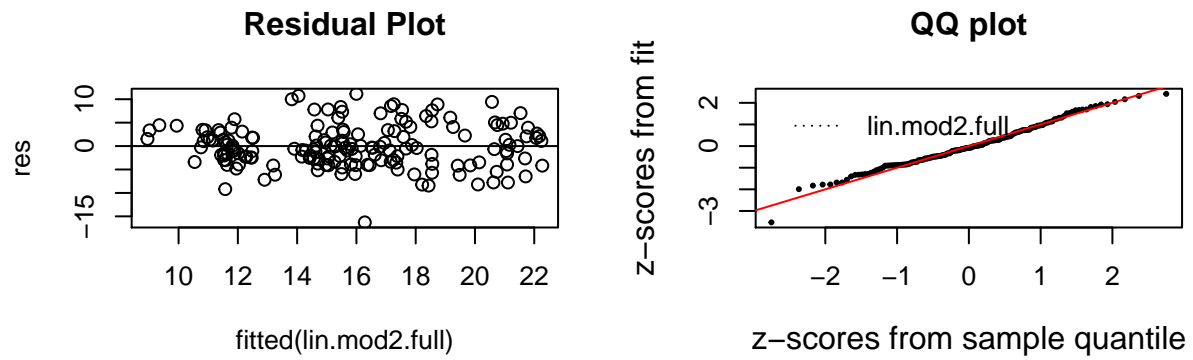 Residual Plot
res
10
0
−15
10 12 14 16 18 20 22
fitted(lin.mod2.full)
QQ plot
z−scores from fit
2
0
−3
lin.mod2.full
−2 −1 0 1 2
z−scores from sample quantile